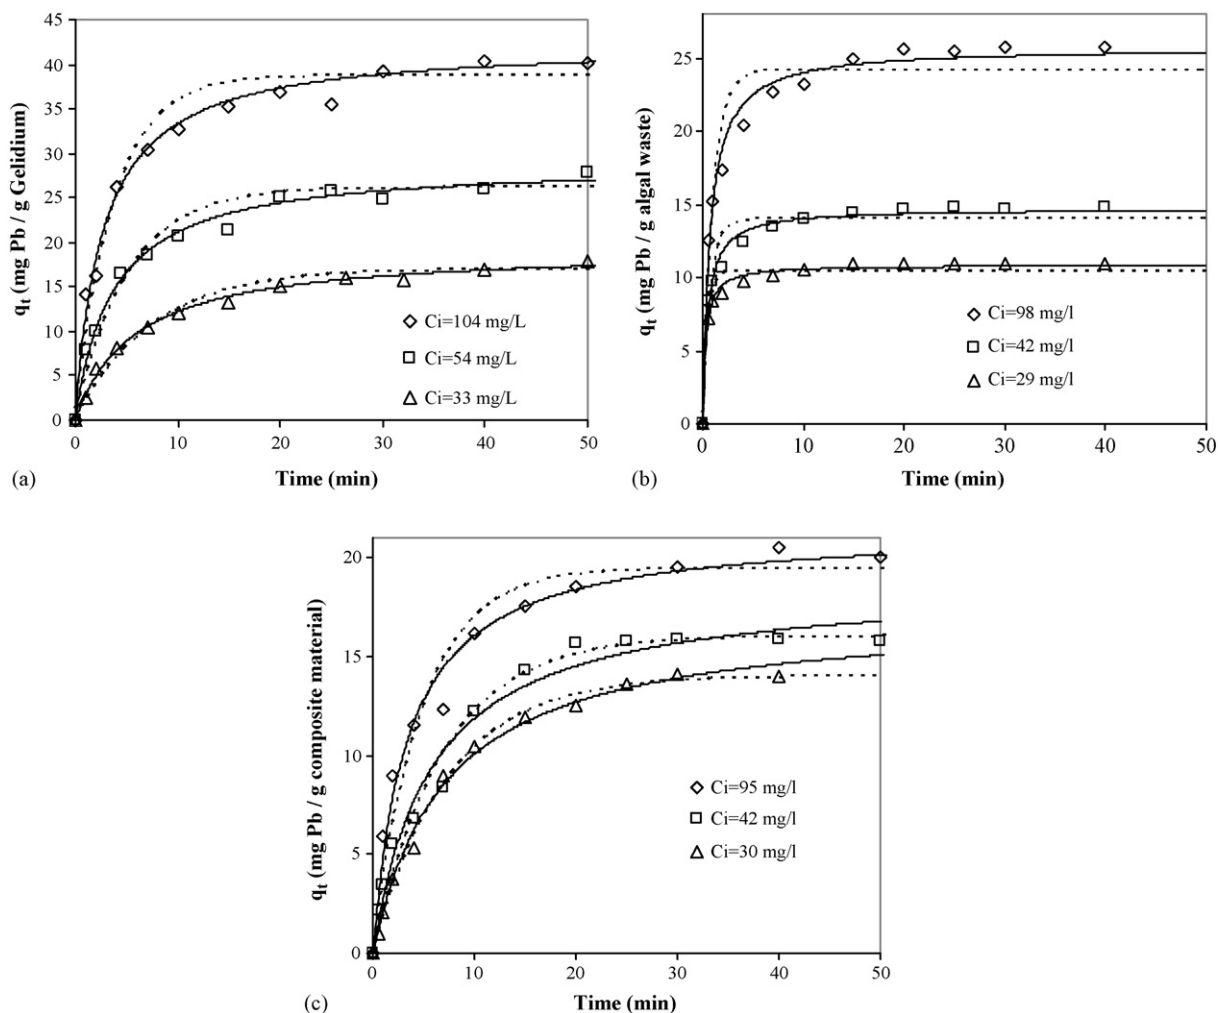 45
40
35
30
25
20
15
10
5
0
q_t (mg Pb / g Gelidium)
Ci=104 mg/L
Ci=54 mg/L
Ci=33 mg/L
0 10 20 30 40 50
(a) Time (min)
25
20
15
10
5
0
q_t (mg Pb / g algal waste)
Ci=98 mg/l
Ci=42 mg/l
Ci=29 mg/l
0 10 20 30 40 50
(b) Time (min)
20
15
10
5
0
q_t (mg Pb / g composite material)
Ci=95 mg/l
Ci=42 mg/l
Ci=30 mg/l
0 10 20 30 40 50
(c) Time (min)